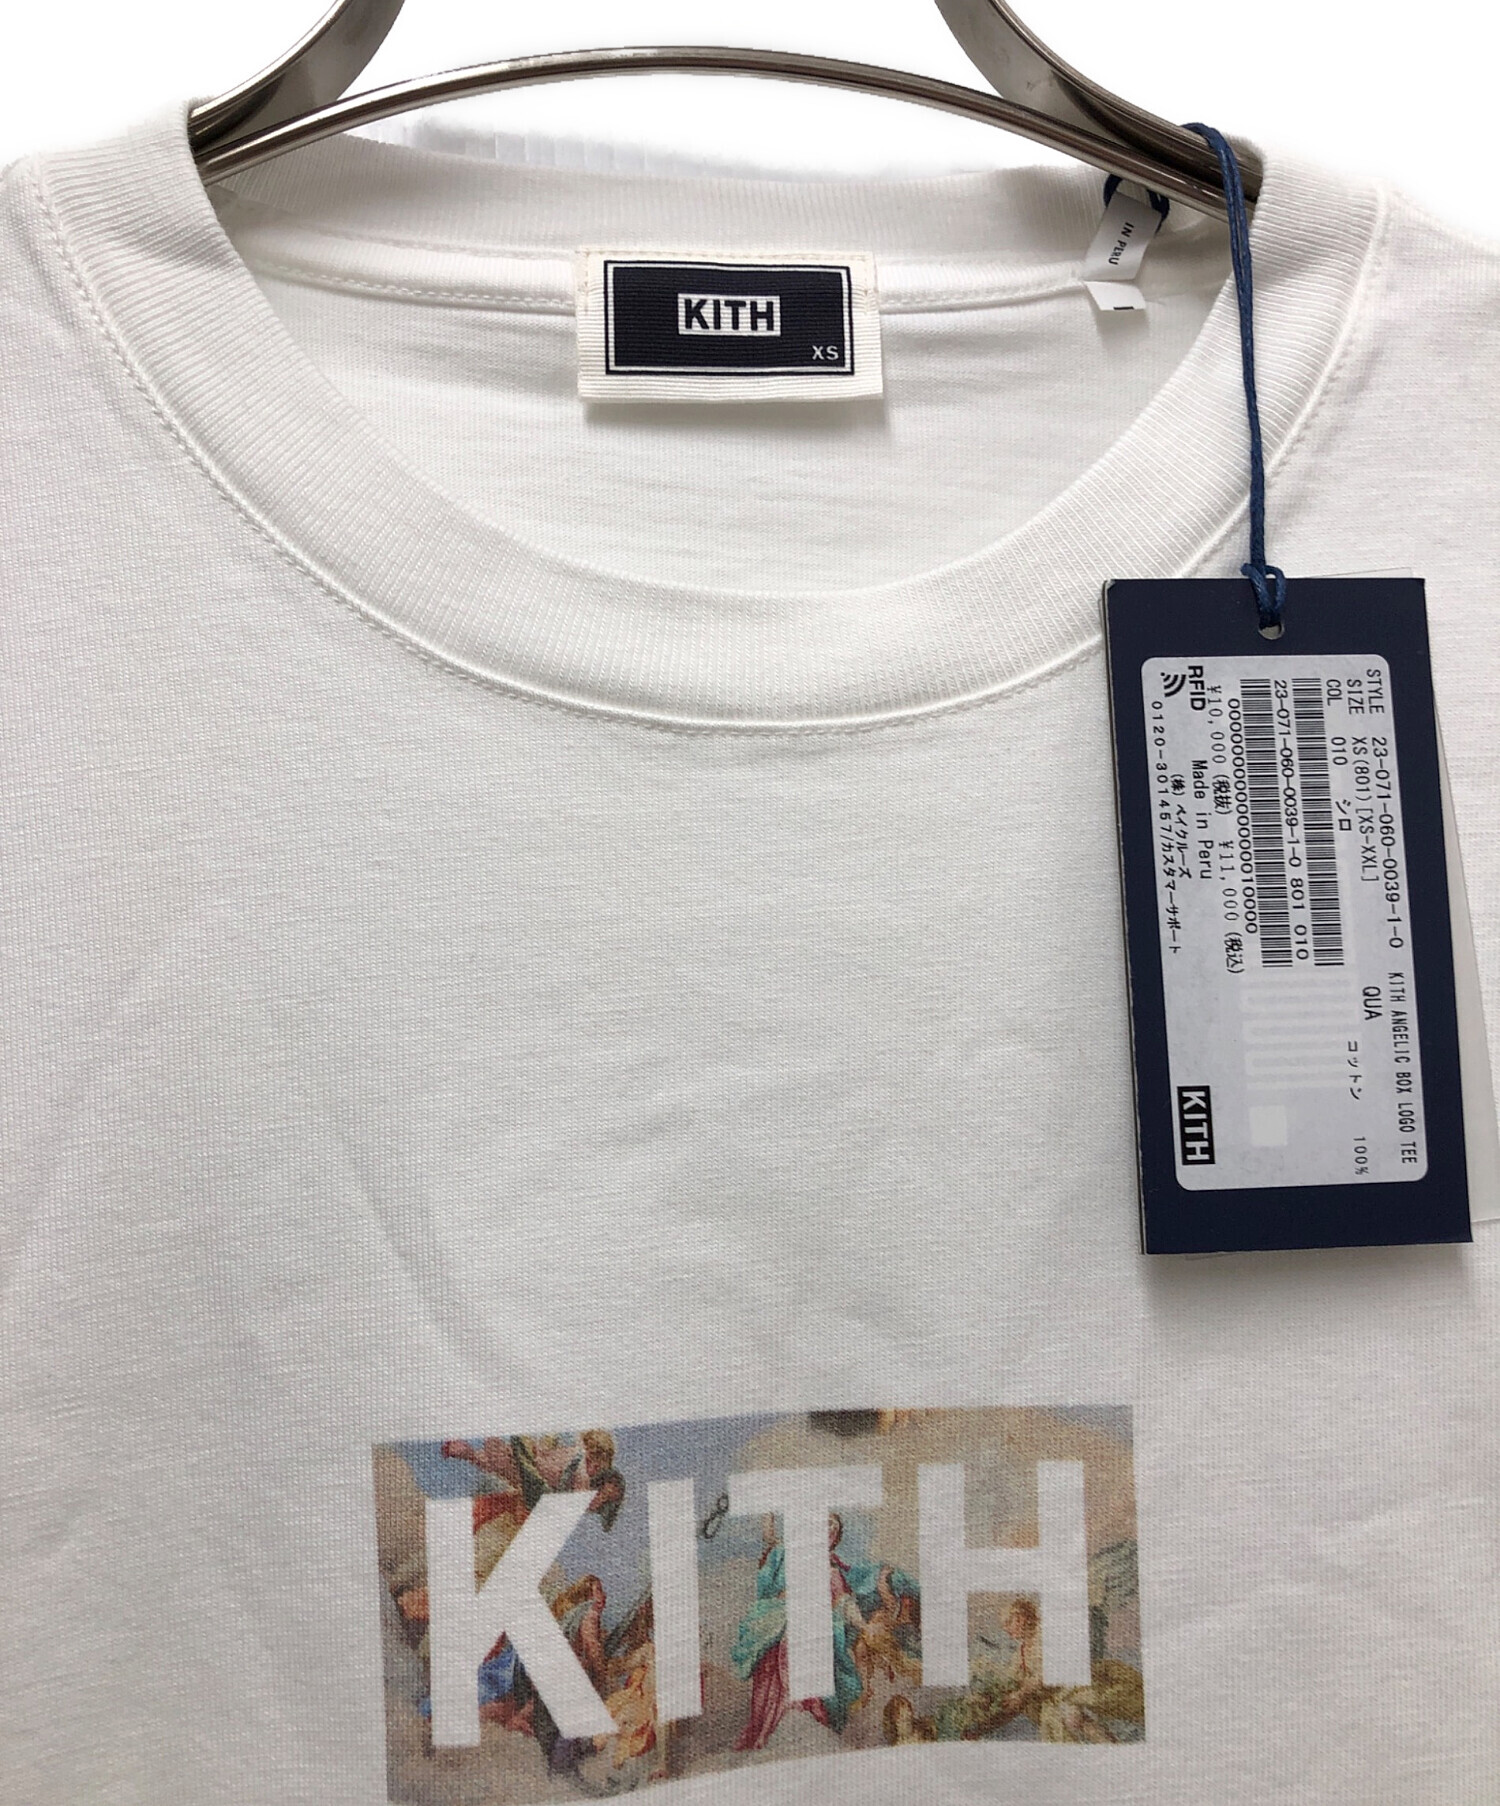 KITH
XS
IN PERU
STYLE 23-071-060-0039-1-0 KITH ANGELIC BOX LOGO TEE
SIZE XS(801)[XS-XXL] QUA
COL 010 シロ コットン 100%
23-071-060-0039-1-0 801 010
¥10,000(税抜) ¥11,000(税込)
RFID Made in Peru KITH
(株)ベイクルーズ
0120-301457/カスタマーサポート
KITH